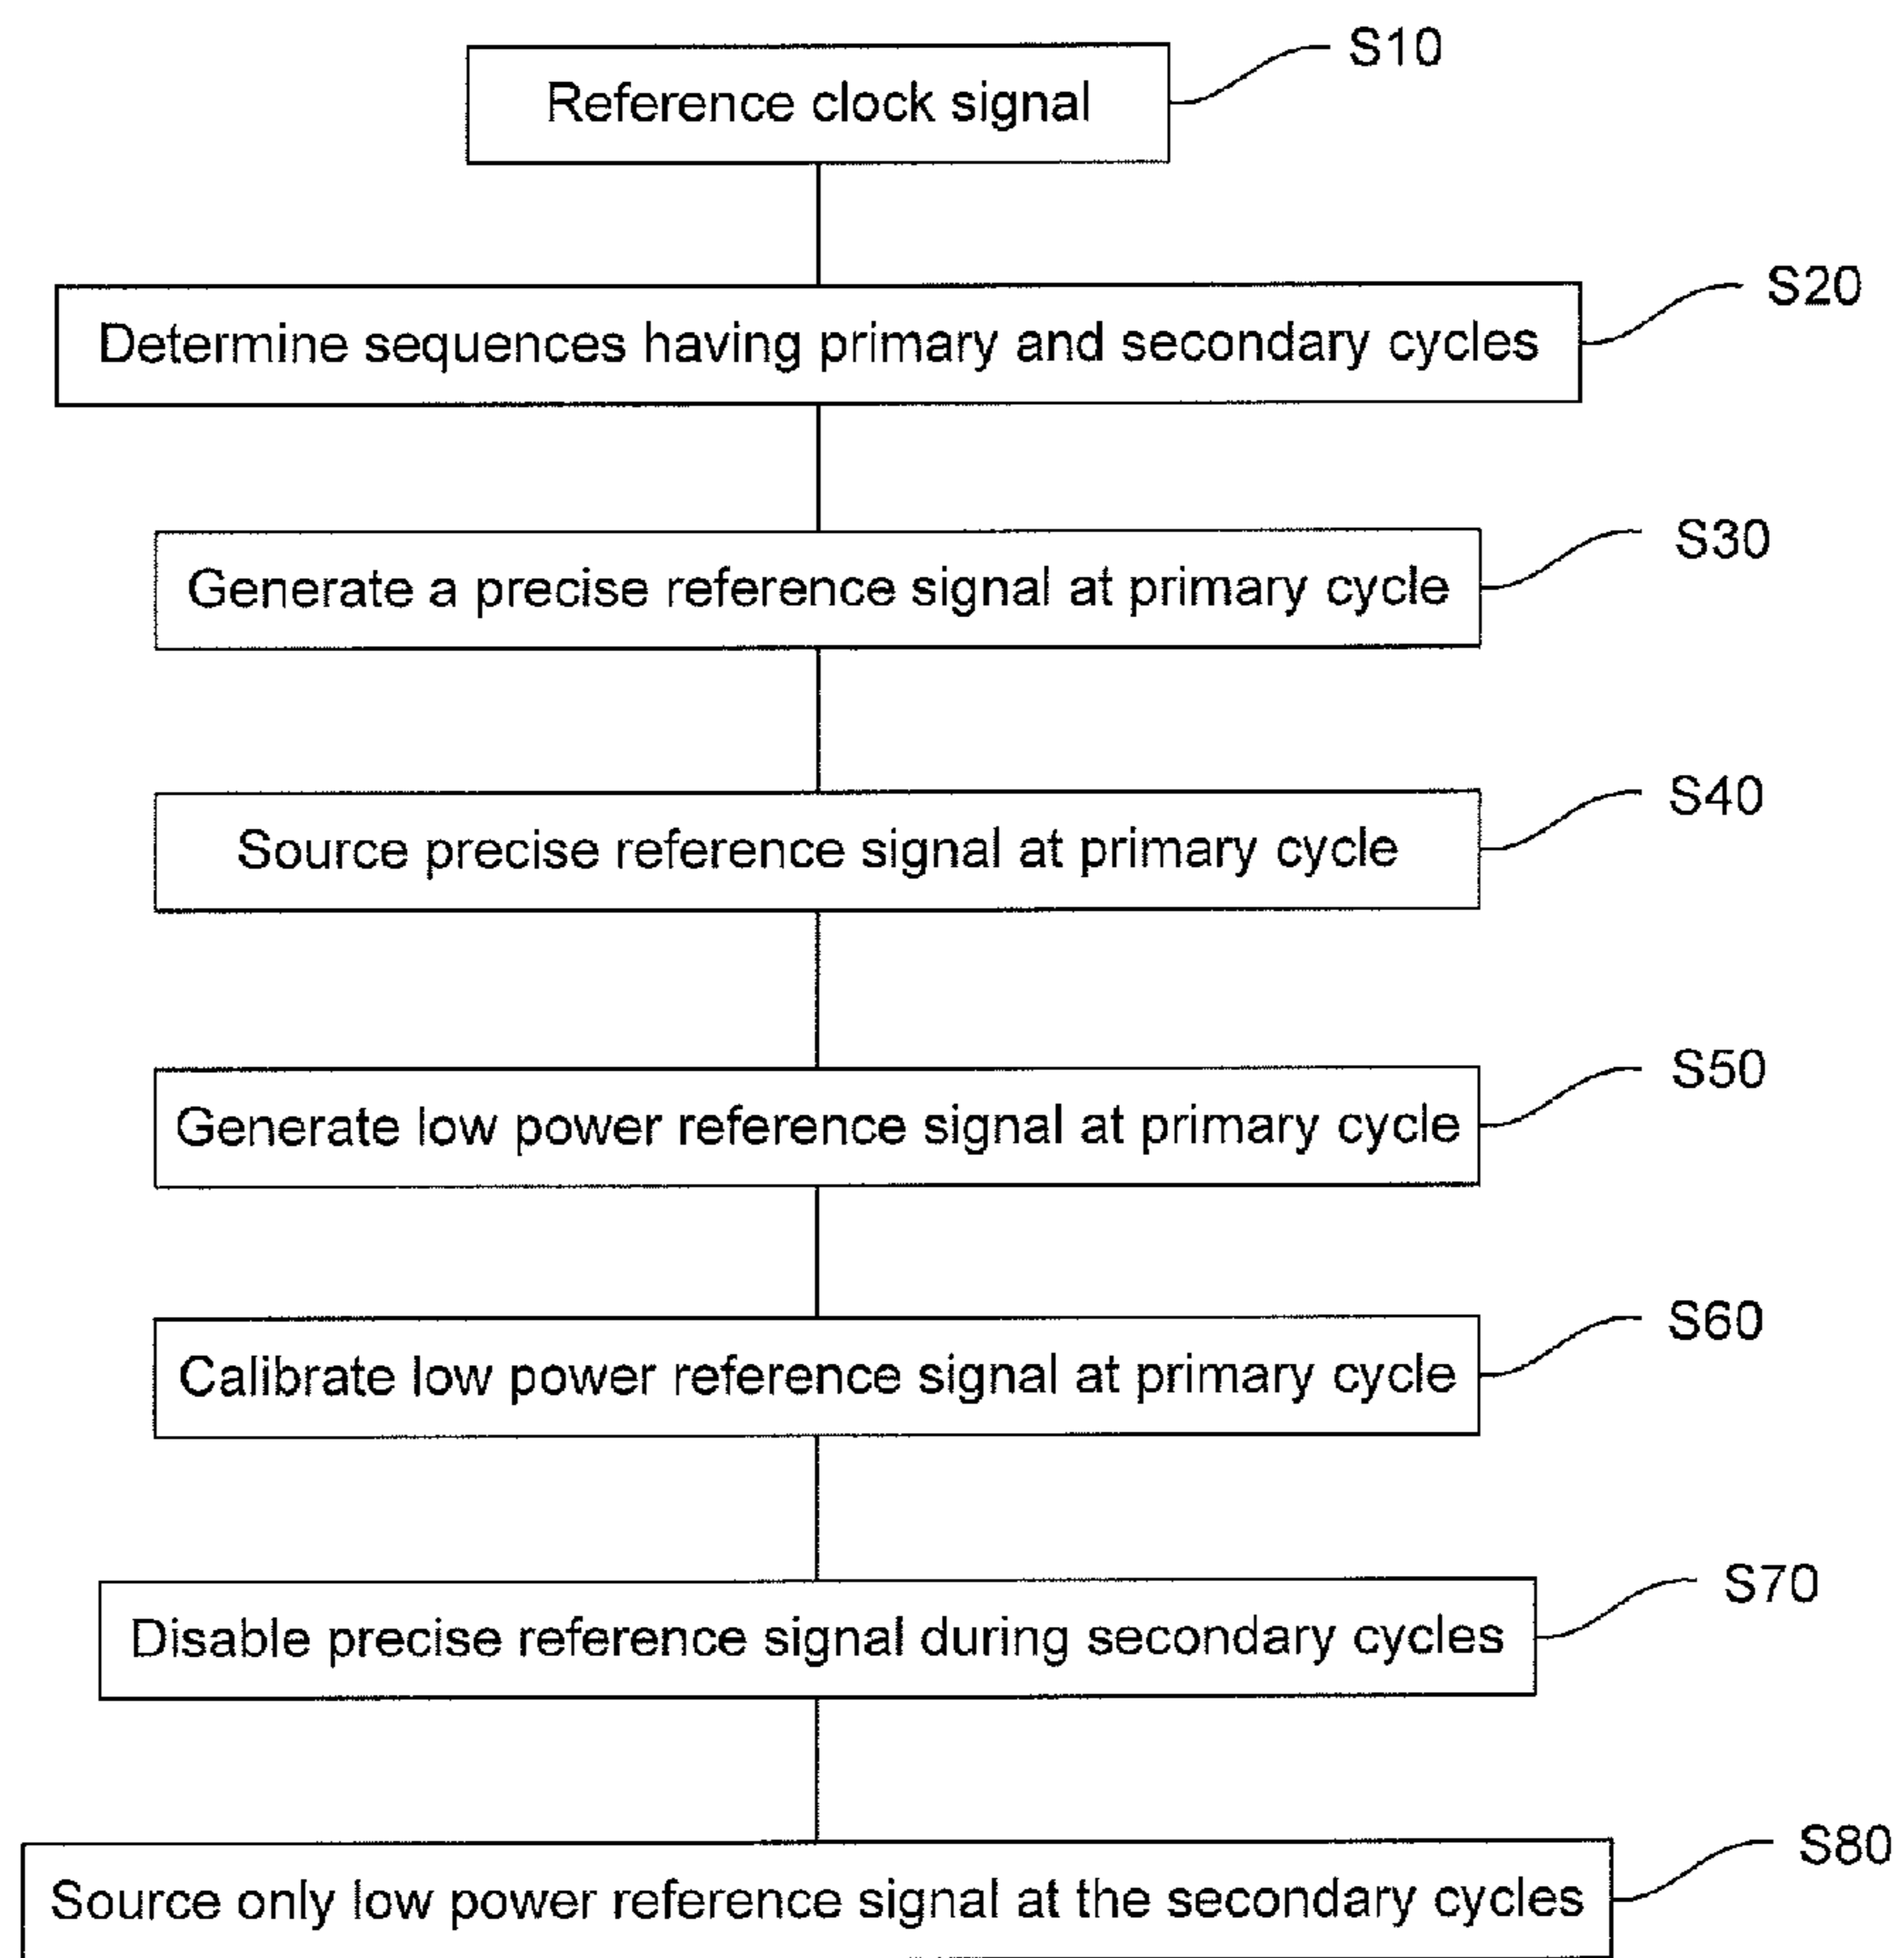 S10
Reference clock signal
S20
Determine sequences having primary and secondary cycles
S30
Generate a precise reference signal at primary cycle
S40
Source precise reference signal at primary cycle
S50
Generate low power reference signal at primary cycle
S60
Calibrate low power reference signal at primary cycle
S70
Disable precise reference signal during secondary cycles
S80
Source only low power reference signal at the secondary cycles